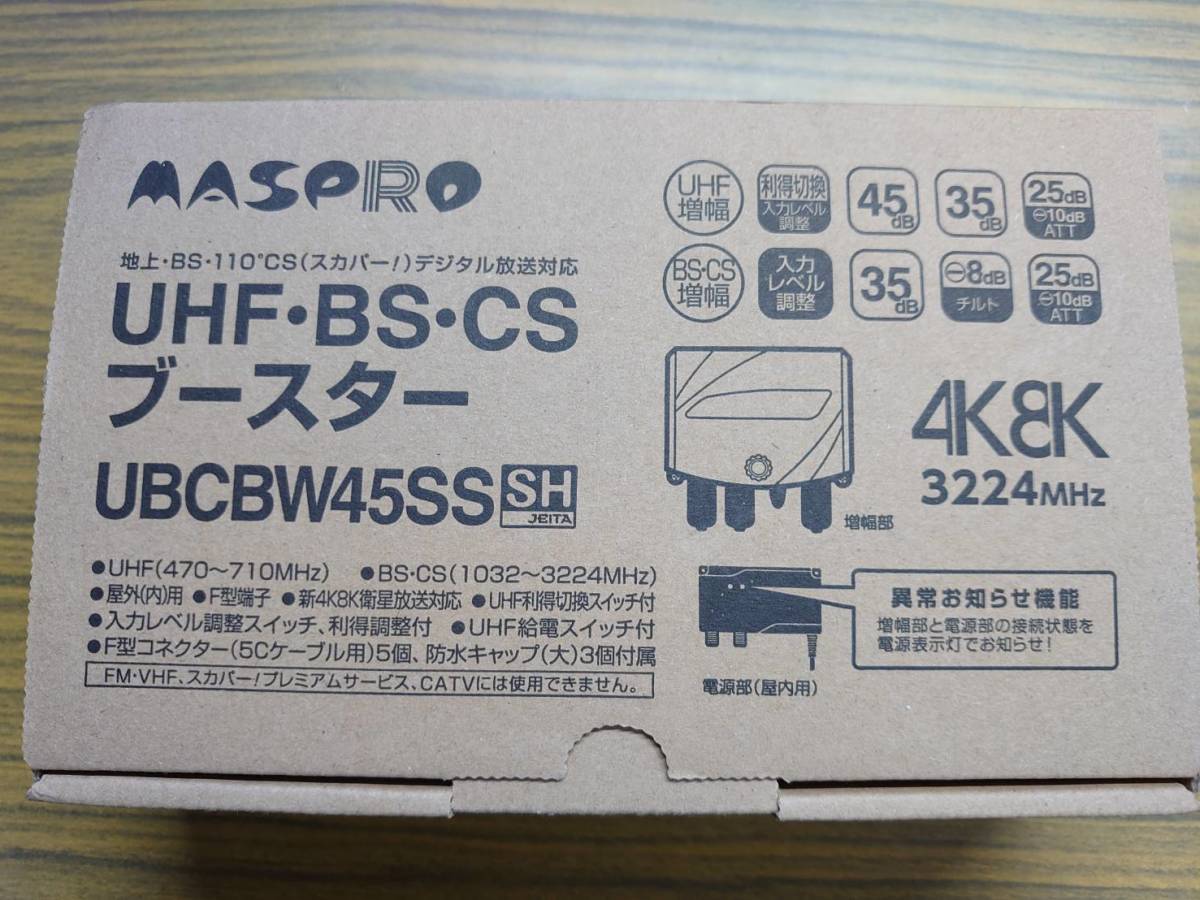 MASPRO
地上・BS・110°CS(スカパー!)デジタル放送対応
UHF・BS・CS
ブースター
UBCBW45SS SH
JEITA
●UHF(470〜710MHz) ●BS・CS(1032〜3224MHz)
●屋外(内)用 ●F型端子 ●新4K8K衛星放送対応 ●UHF利得切換スイッチ付
●入力レベル調整スイッチ、利得調整付 ●UHF給電スイッチ付
●F型コネクター(5Cケーブル用)5個、防水キャップ(大)3個付属
FM・VHF、スカパー!プレミアムサービス、CATVには使用できません。
UHF
増幅
利得切換
入力レベル
調整
45dB
35dB
25dB
⊖10dB
ATT
BS・CS
増幅
入力
レベル
調整
35dB
⊖8dB
チルト
25dB
⊖10dB
ATT
増幅部
4K8K
3224MHz
電源部(屋内用)
異常お知らせ機能
増幅部と電源部の接続状態を
電源表示灯でお知らせ!